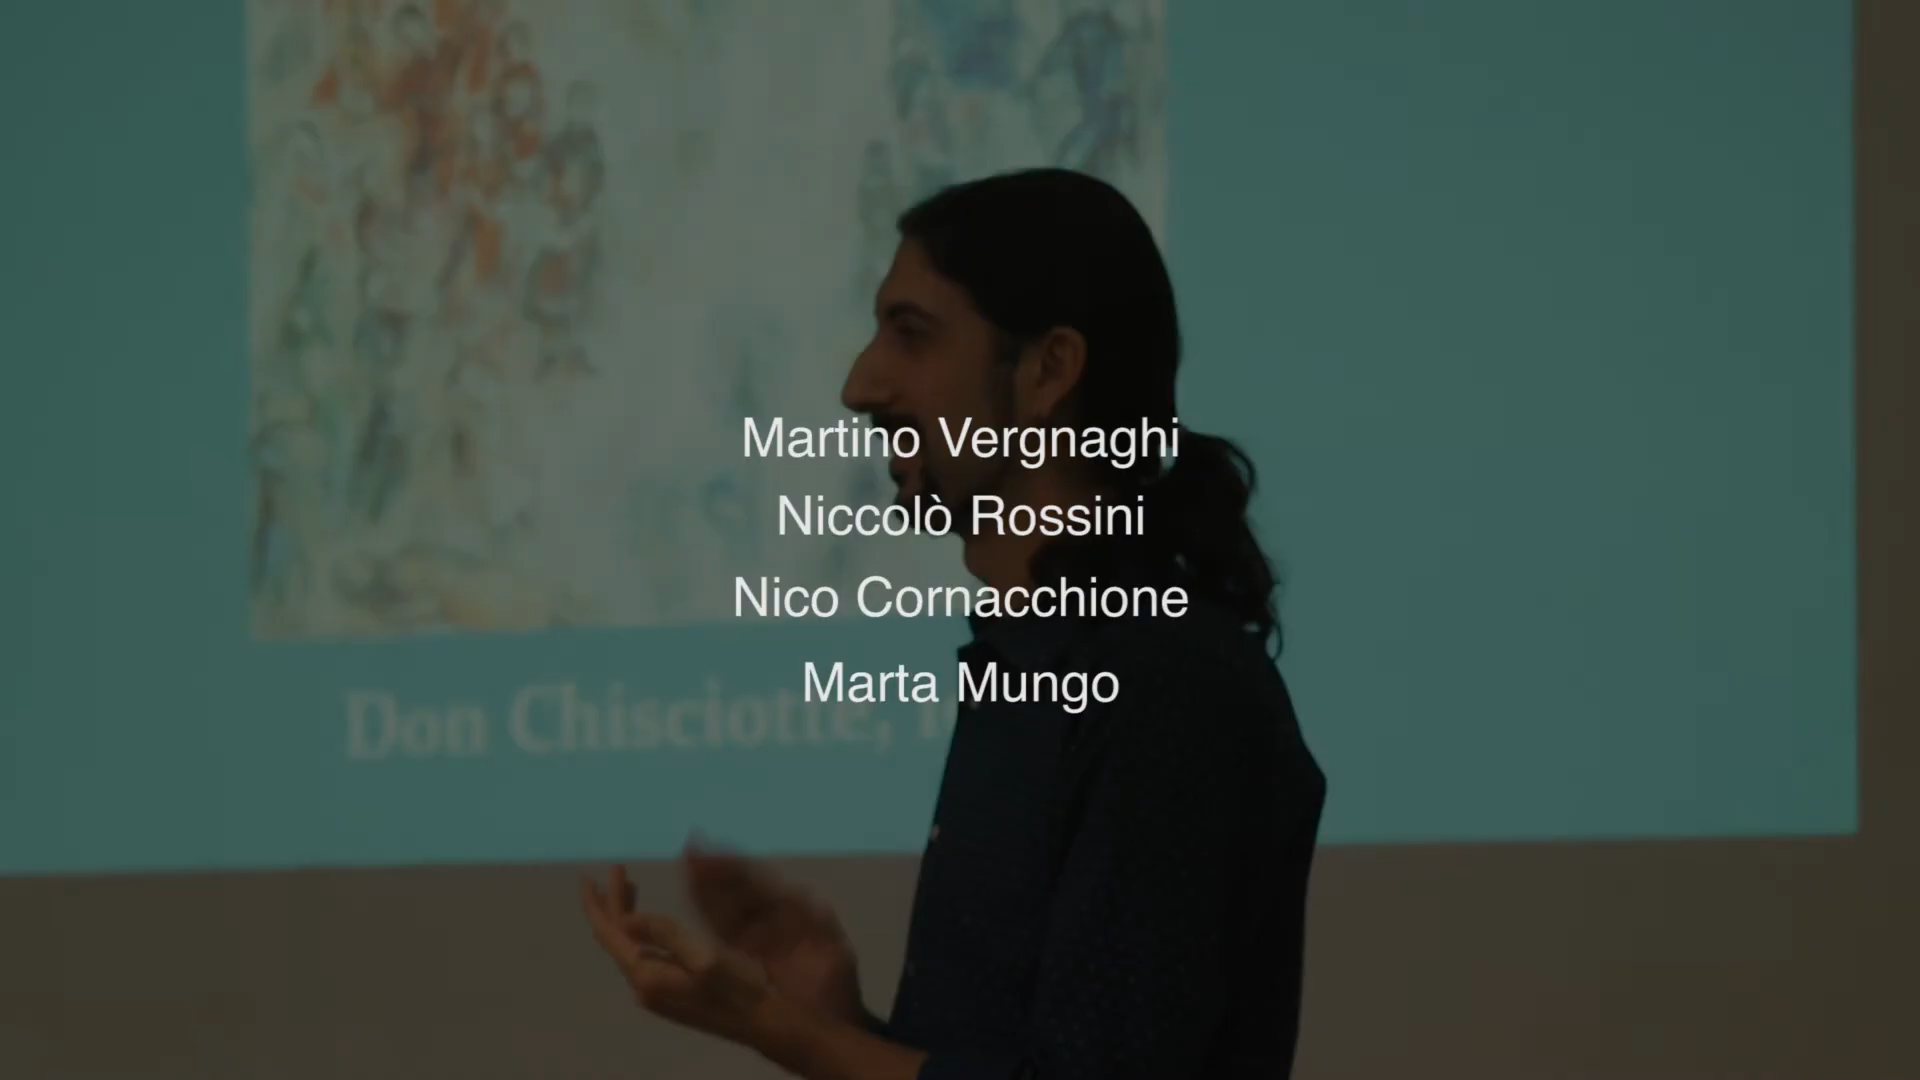 Martino Vergnaghi
Niccolò Rossini
Nico Cornacchione
Marta Mungo
Don Chisciotte,